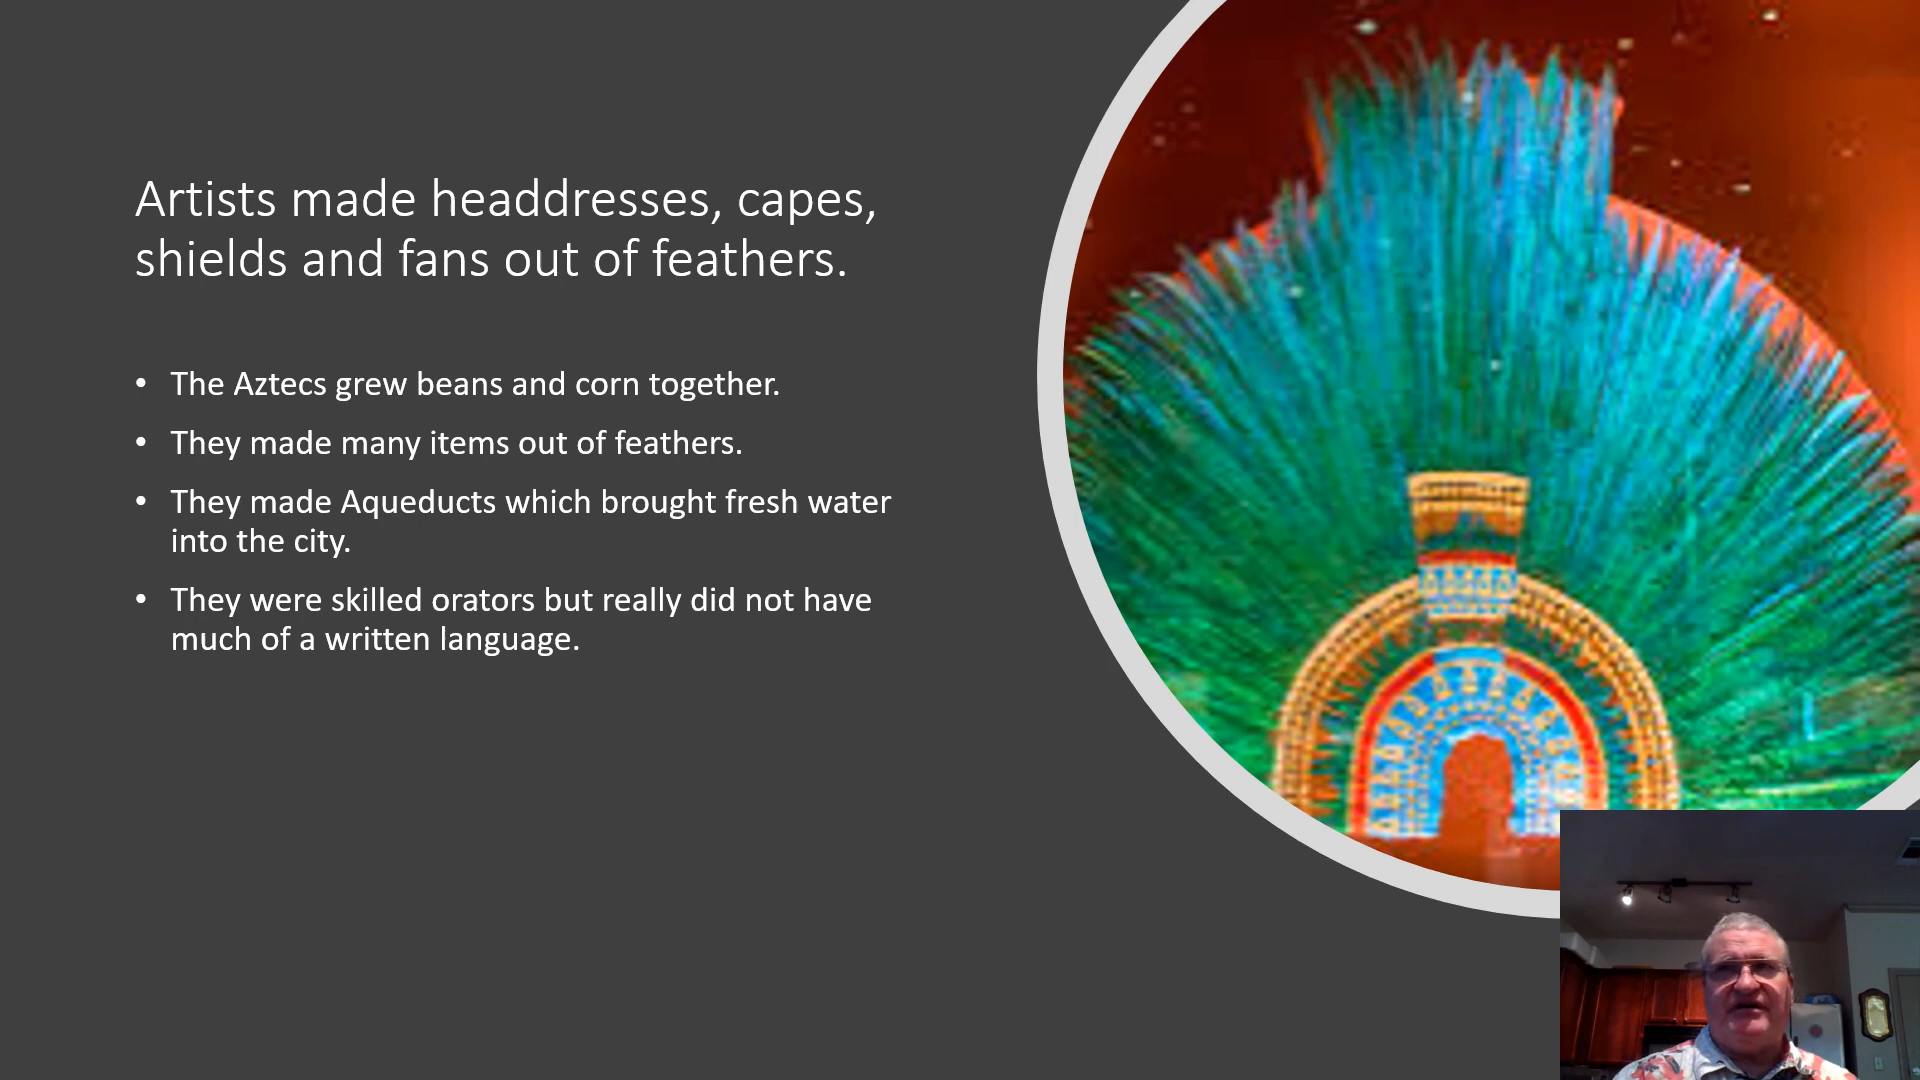 Artists made headdresses, capes,
shields and fans out of feathers.
• The Aztecs grew beans and corn together.
• They made many items out of feathers.
• They made Aqueducts which brought fresh water
into the city.
• They were skilled orators but really did not have
much of a written language.